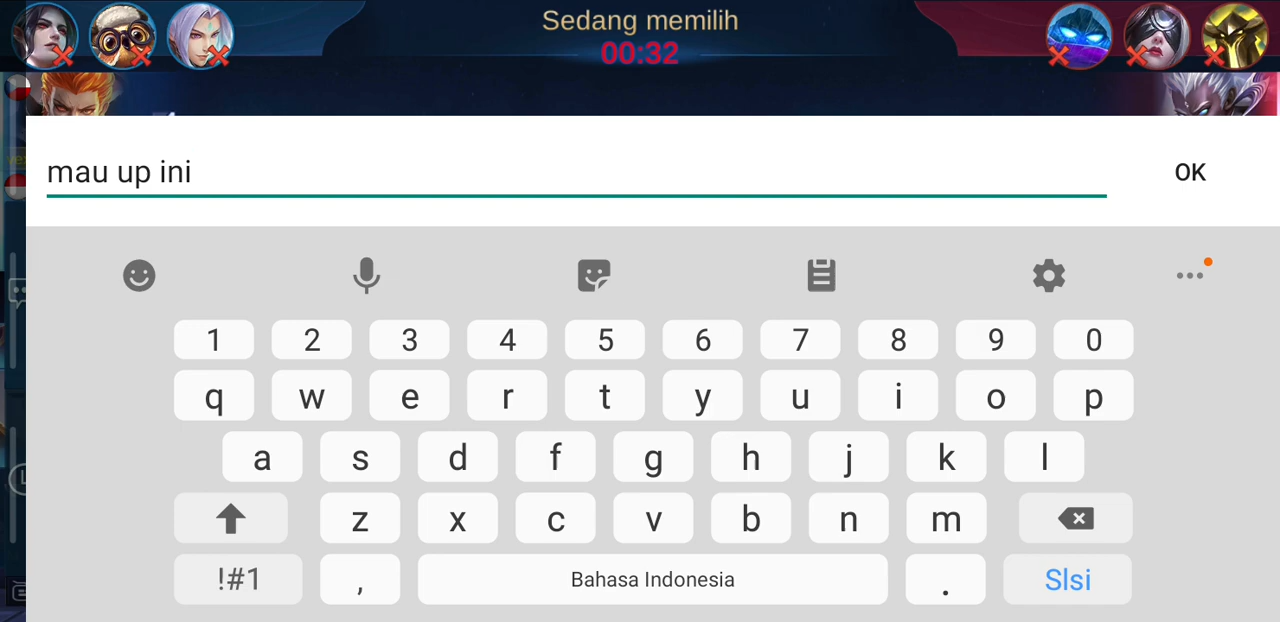 Sedang memilih
00:32
mau up ini
OK
1 2 3 4 5 6 7 8 9 0
q w e r t y u i o p
a s d f g h j k l
z x c v b n m
!#1 , Bahasa Indonesia . Slsi